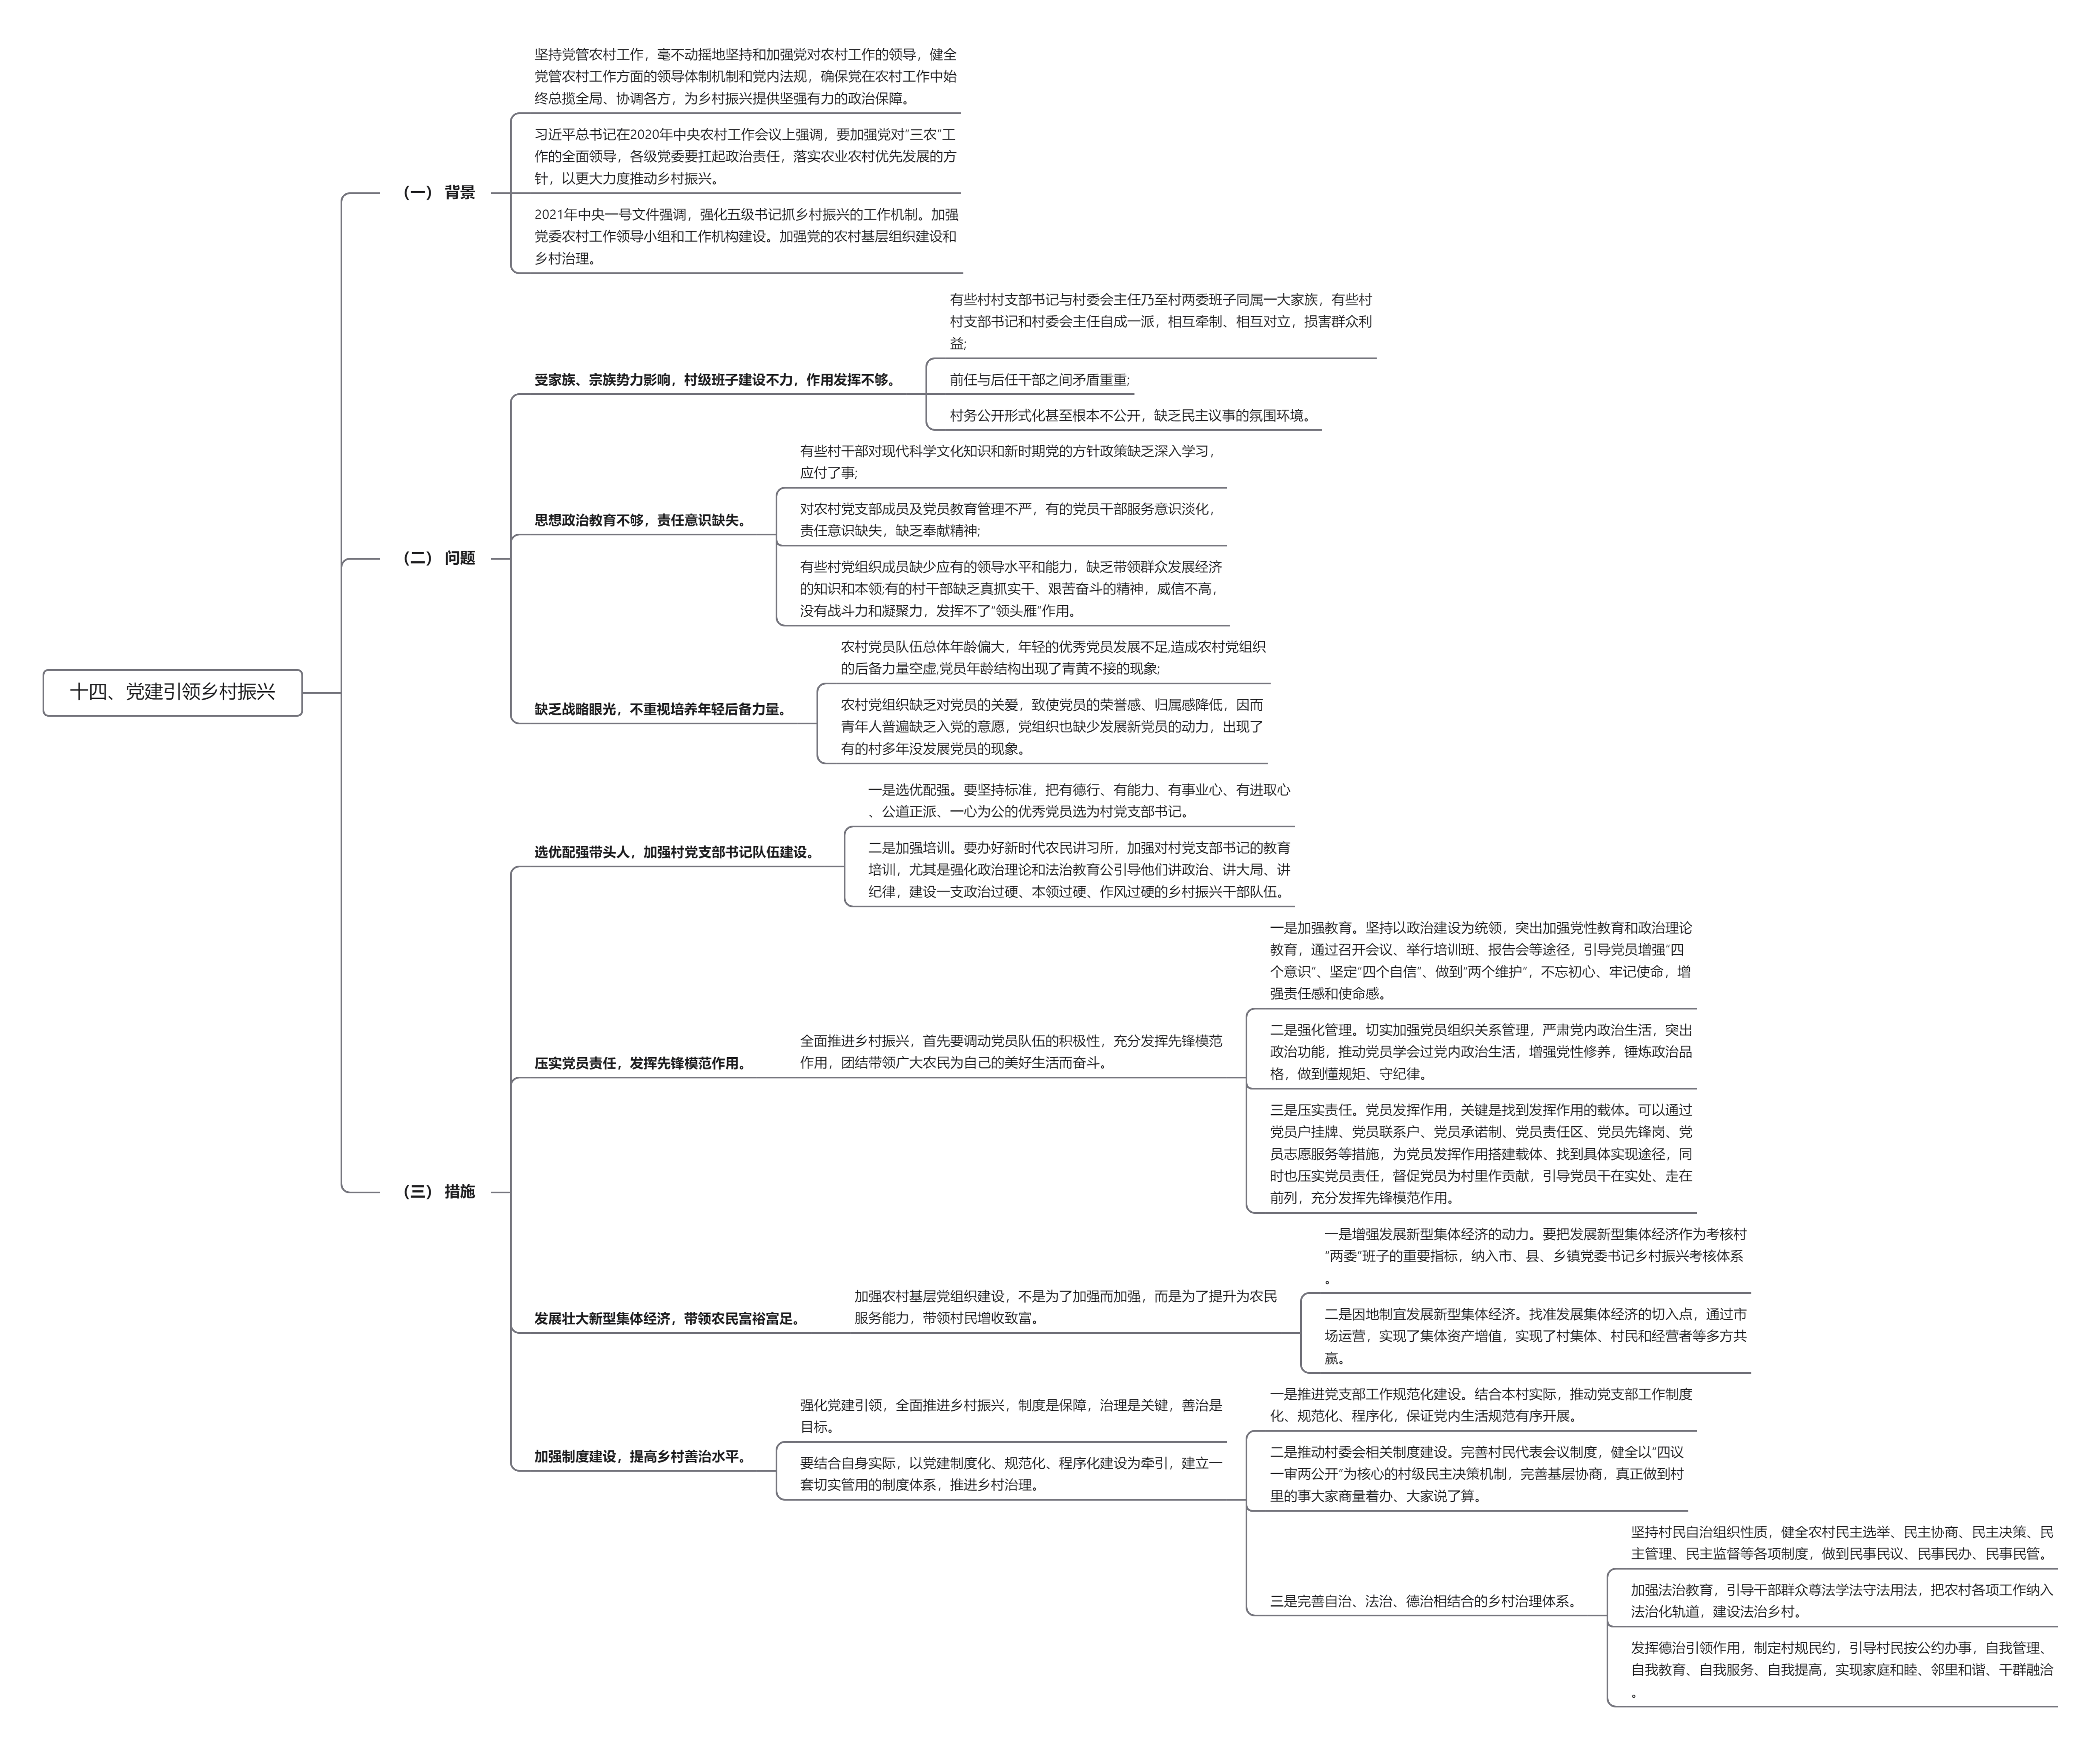 十四、党建引领乡村振兴
（一） 背景
坚持党管农村工作，毫不动摇地坚持和加强党对农村工作的领导，健全
党管农村工作方面的领导体制机制和党内法规，确保党在农村工作中始
终总揽全局、协调各方，为乡村振兴提供坚强有力的政治保障。
习近平总书记在2020年中央农村工作会议上强调，要加强党对“三农”工
作的全面领导，各级党委要扛起政治责任，落实农业农村优先发展的方
针，以更大力度推动乡村振兴。
2021年中央一号文件强调，强化五级书记抓乡村振兴的工作机制。加强
党委农村工作领导小组和工作机构建设。加强党的农村基层组织建设和
乡村治理。
（二） 问题
受家族、宗族势力影响，村级班子建设不力，作用发挥不够。
有些村村支部书记与村委会主任乃至村两委班子同属一大家族，有些村
村支部书记和村委会主任自成一派，相互牵制、相互对立，损害群众利
益;
前任与后任干部之间矛盾重重;
村务公开形式化甚至根本不公开，缺乏民主议事的氛围环境。
思想政治教育不够，责任意识缺失。
有些村干部对现代科学文化知识和新时期党的方针政策缺乏深入学习，
应付了事;
对农村党支部成员及党员教育管理不严，有的党员干部服务意识淡化，
责任意识缺失，缺乏奉献精神;
有些村党组织成员缺少应有的领导水平和能力，缺乏带领群众发展经济
的知识和本领;有的村干部缺乏真抓实干、艰苦奋斗的精神，威信不高，
没有战斗力和凝聚力，发挥不了“领头雁”作用。
缺乏战略眼光，不重视培养年轻后备力量。
农村党员队伍总体年龄偏大，年轻的优秀党员发展不足,造成农村党组织
的后备力量空虚,党员年龄结构出现了青黄不接的现象;
农村党组织缺乏对党员的关爱，致使党员的荣誉感、归属感降低，因而
青年人普遍缺乏入党的意愿，党组织也缺少发展新党员的动力，出现了
有的村多年没发展党员的现象。
（三） 措施
选优配强带头人，加强村党支部书记队伍建设。
一是选优配强。要坚持标准，把有德行、有能力、有事业心、有进取心
、公道正派、一心为公的优秀党员选为村党支部书记。
二是加强培训。要办好新时代农民讲习所，加强对村党支部书记的教育
培训，尤其是强化政治理论和法治教育公引导他们讲政治、讲大局、讲
纪律，建设一支政治过硬、本领过硬、作风过硬的乡村振兴干部队伍。
压实党员责任，发挥先锋模范作用。
全面推进乡村振兴，首先要调动党员队伍的积极性，充分发挥先锋模范
作用，团结带领广大农民为自己的美好生活而奋斗。
一是加强教育。坚持以政治建设为统领，突出加强党性教育和政治理论
教育，通过召开会议、举行培训班、报告会等途径，引导党员增强“四
个意识”、坚定“四个自信”、做到“两个维护”，不忘初心、牢记使命，增
强责任感和使命感。
二是强化管理。切实加强党员组织关系管理，严肃党内政治生活，突出
政治功能，推动党员学会过党内政治生活，增强党性修养，锤炼政治品
格，做到懂规矩、守纪律。
三是压实责任。党员发挥作用，关键是找到发挥作用的载体。可以通过
党员户挂牌、党员联系户、党员承诺制、党员责任区、党员先锋岗、党
员志愿服务等措施，为党员发挥作用搭建载体、找到具体实现途径，同
时也压实党员责任，督促党员为村里作贡献，引导党员干在实处、走在
前列，充分发挥先锋模范作用。
发展壮大新型集体经济，带领农民富裕富足。
加强农村基层党组织建设，不是为了加强而加强，而是为了提升为农民
服务能力，带领村民增收致富。
一是增强发展新型集体经济的动力。要把发展新型集体经济作为考核村
“两委”班子的重要指标，纳入市、县、乡镇党委书记乡村振兴考核体系
。
二是因地制宜发展新型集体经济。找准发展集体经济的切入点，通过市
场运营，实现了集体资产增值，实现了村集体、村民和经营者等多方共
赢。
加强制度建设，提高乡村善治水平。
强化党建引领，全面推进乡村振兴，制度是保障，治理是关键，善治是
目标。
要结合自身实际，以党建制度化、规范化、程序化建设为牵引，建立一
套切实管用的制度体系，推进乡村治理。
一是推进党支部工作规范化建设。结合本村实际，推动党支部工作制度
化、规范化、程序化，保证党内生活规范有序开展。
二是推动村委会相关制度建设。完善村民代表会议制度，健全以“四议
一审两公开”为核心的村级民主决策机制，完善基层协商，真正做到村
里的事大家商量着办、大家说了算。
三是完善自治、法治、德治相结合的乡村治理体系。
坚持村民自治组织性质，健全农村民主选举、民主协商、民主决策、民
主管理、民主监督等各项制度，做到民事民议、民事民办、民事民管。
加强法治教育，引导干部群众尊法学法守法用法，把农村各项工作纳入
法治化轨道，建设法治乡村。
发挥德治引领作用，制定村规民约，引导村民按公约办事，自我管理、
自我教育、自我服务、自我提高，实现家庭和睦、邻里和谐、干群融洽
。